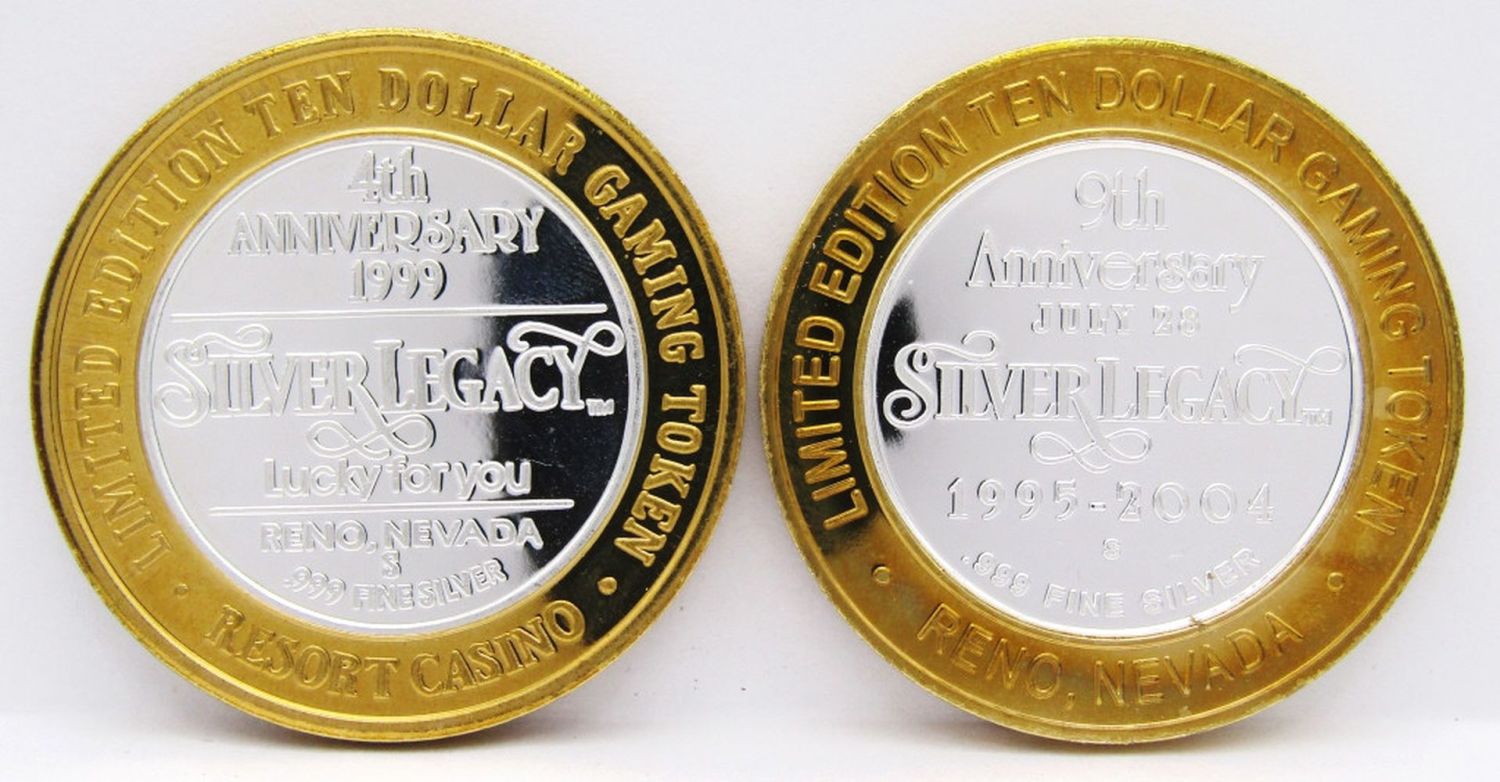 LIMITED EDITION TEN DOLLAR GAMING TOKEN
4th
ANNIVERSARY
1999
SILVER LEGACY™
Lucky for you
RENO, NEVADA
S
.999 FINE SILVER
• RESORT CASINO •
LIMITED EDITION TEN DOLLAR GAMING TOKEN
9th
Anniversary
JULY 28
SILVER LEGACY™
1995-2004
S
.999 FINE SILVER
• RENO, NEVADA •